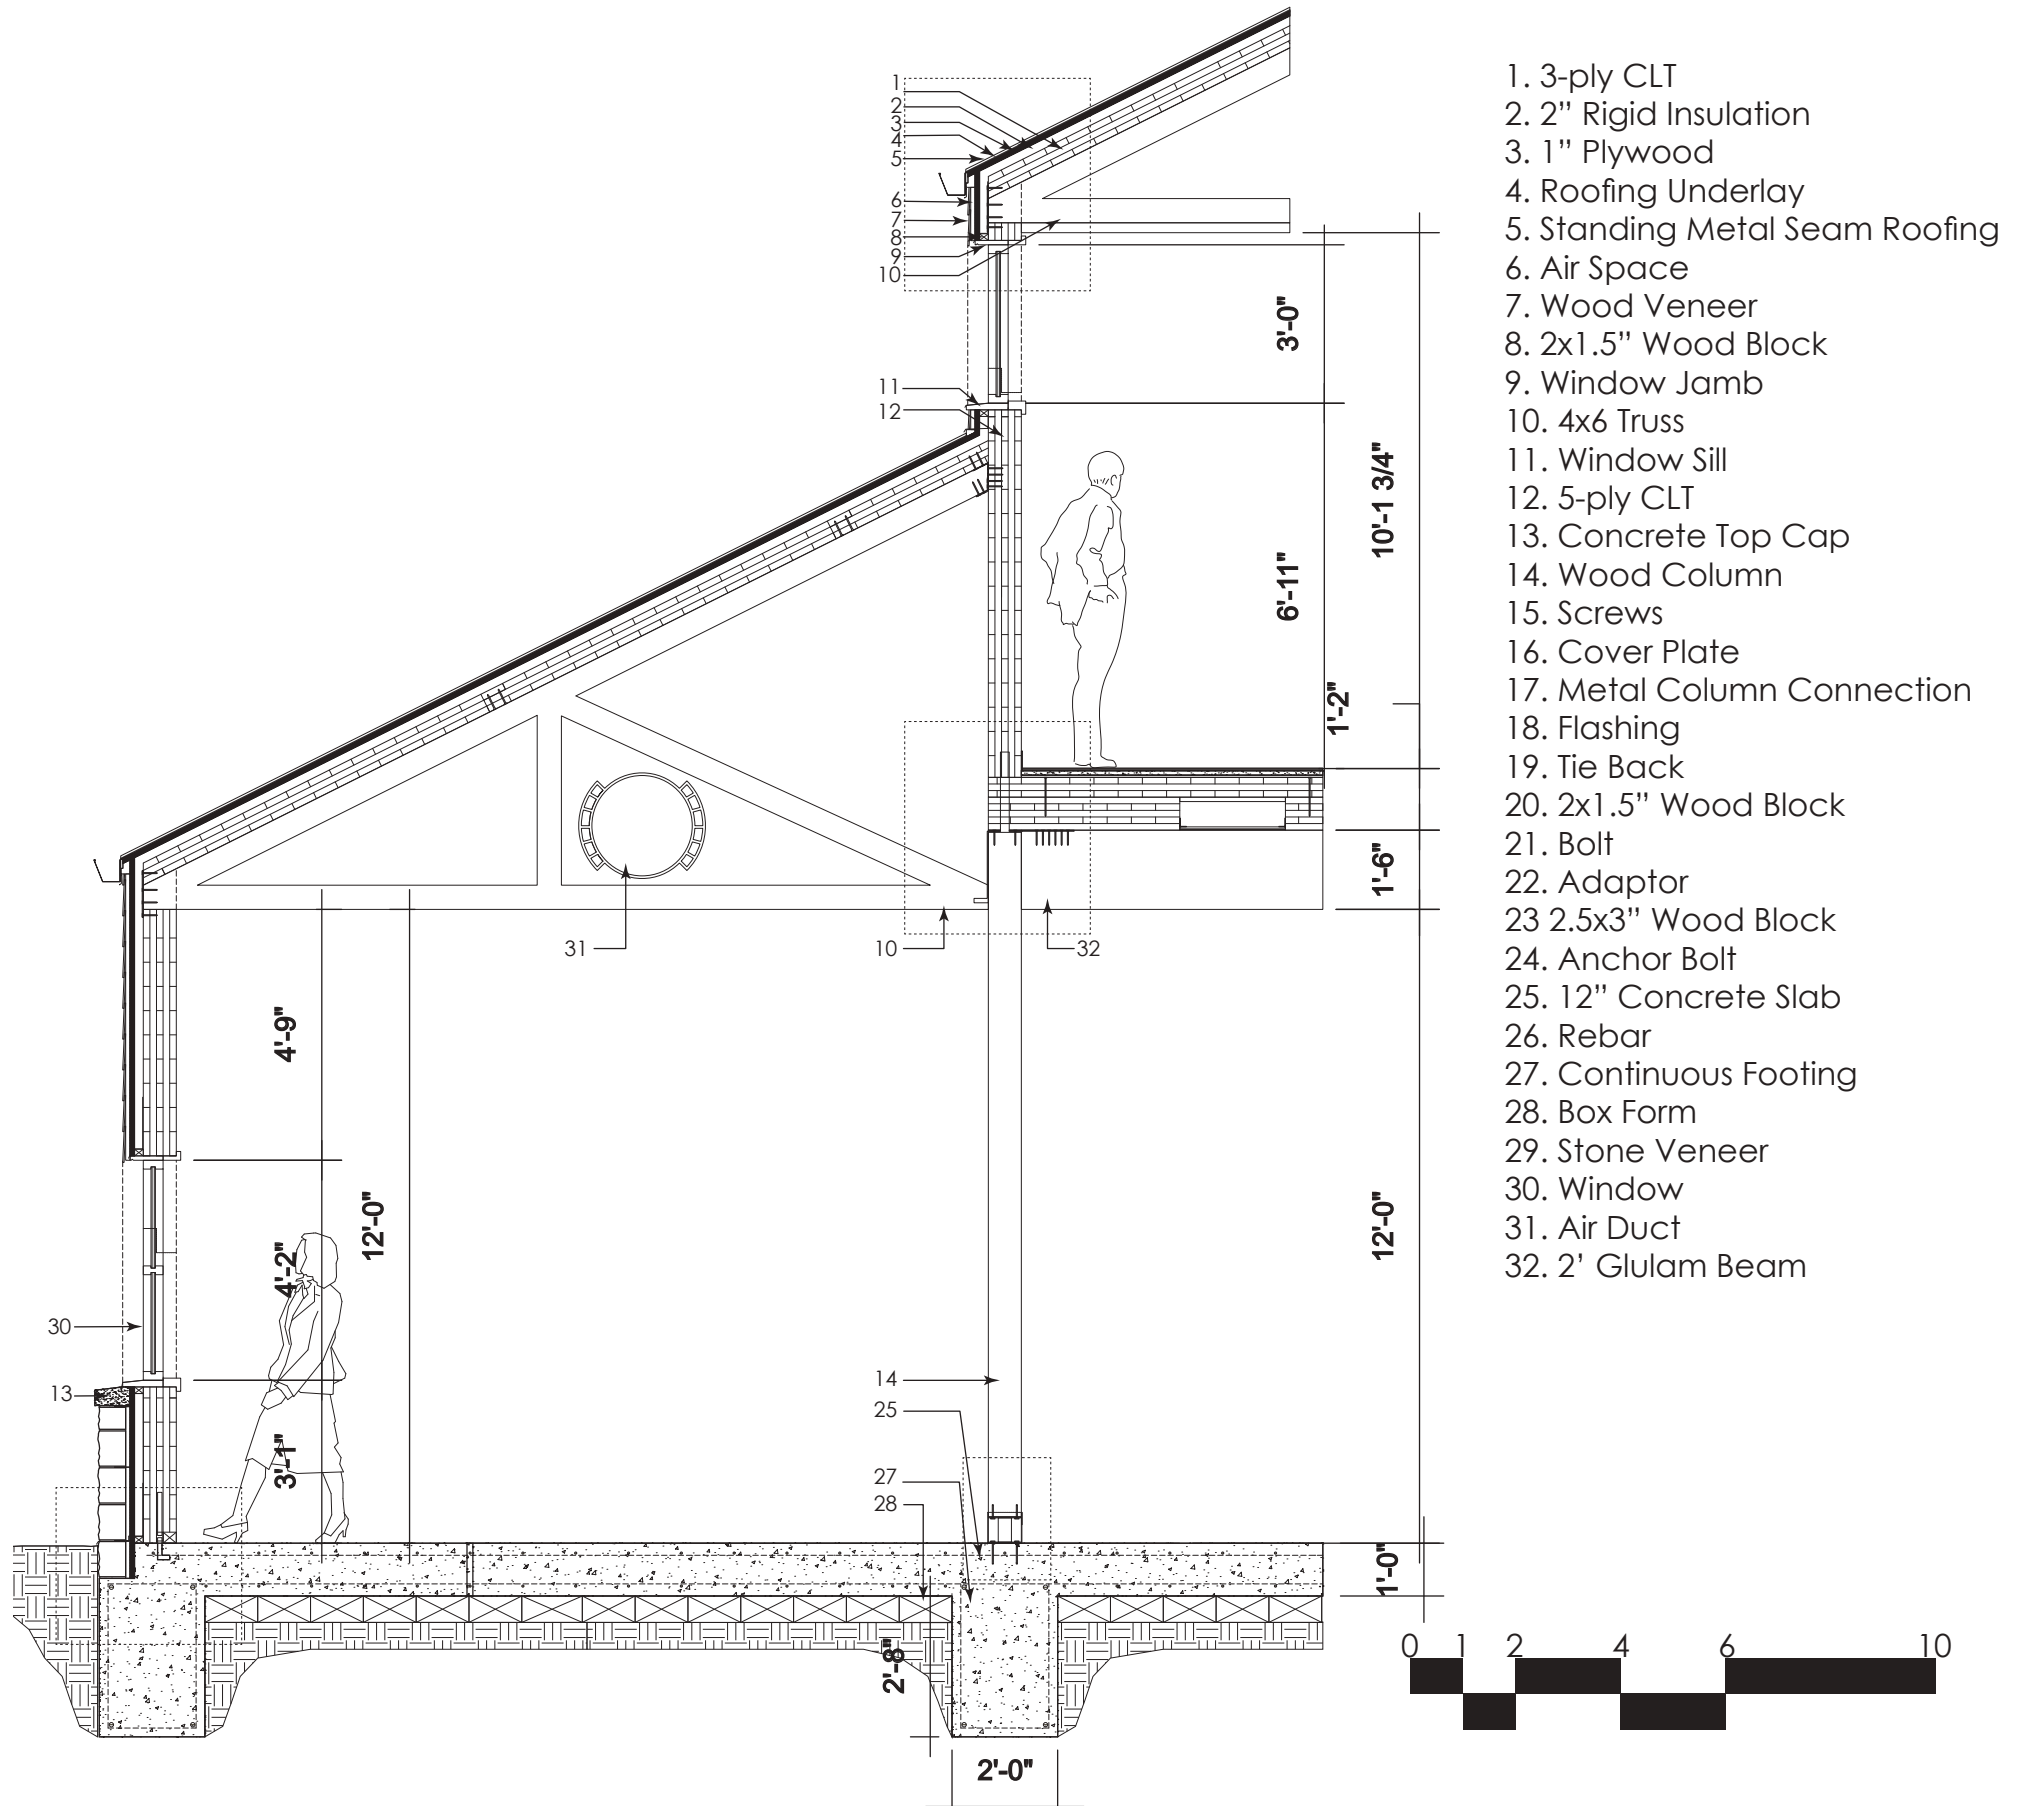 1
2
3
4
5
6
7
8
9
10
3'-0"
11
12
10'-1 3/4"
6'-11"
1'-2"
1'-6"
31
10
32
4'-9"
12'-0"
12'-0"
4'-2"
30
13
14
25
3'-1"
27
28
1'-0"
2'-8"
2'-0"
1. 3-ply CLT
2. 2” Rigid Insulation
3. 1” Plywood
4. Roofing Underlay
5. Standing Metal Seam Roofing
6. Air Space
7. Wood Veneer
8. 2x1.5” Wood Block
9. Window Jamb
10. 4x6 Truss
11. Window Sill
12. 5-ply CLT
13. Concrete Top Cap
14. Wood Column
15. Screws
16. Cover Plate
17. Metal Column Connection
18. Flashing
19. Tie Back
20. 2x1.5” Wood Block
21. Bolt
22. Adaptor
23 2.5x3” Wood Block
24. Anchor Bolt
25. 12” Concrete Slab
26. Rebar
27. Continuous Footing
28. Box Form
29. Stone Veneer
30. Window
31. Air Duct
32. 2’ Glulam Beam
0 1 2 4 6 10